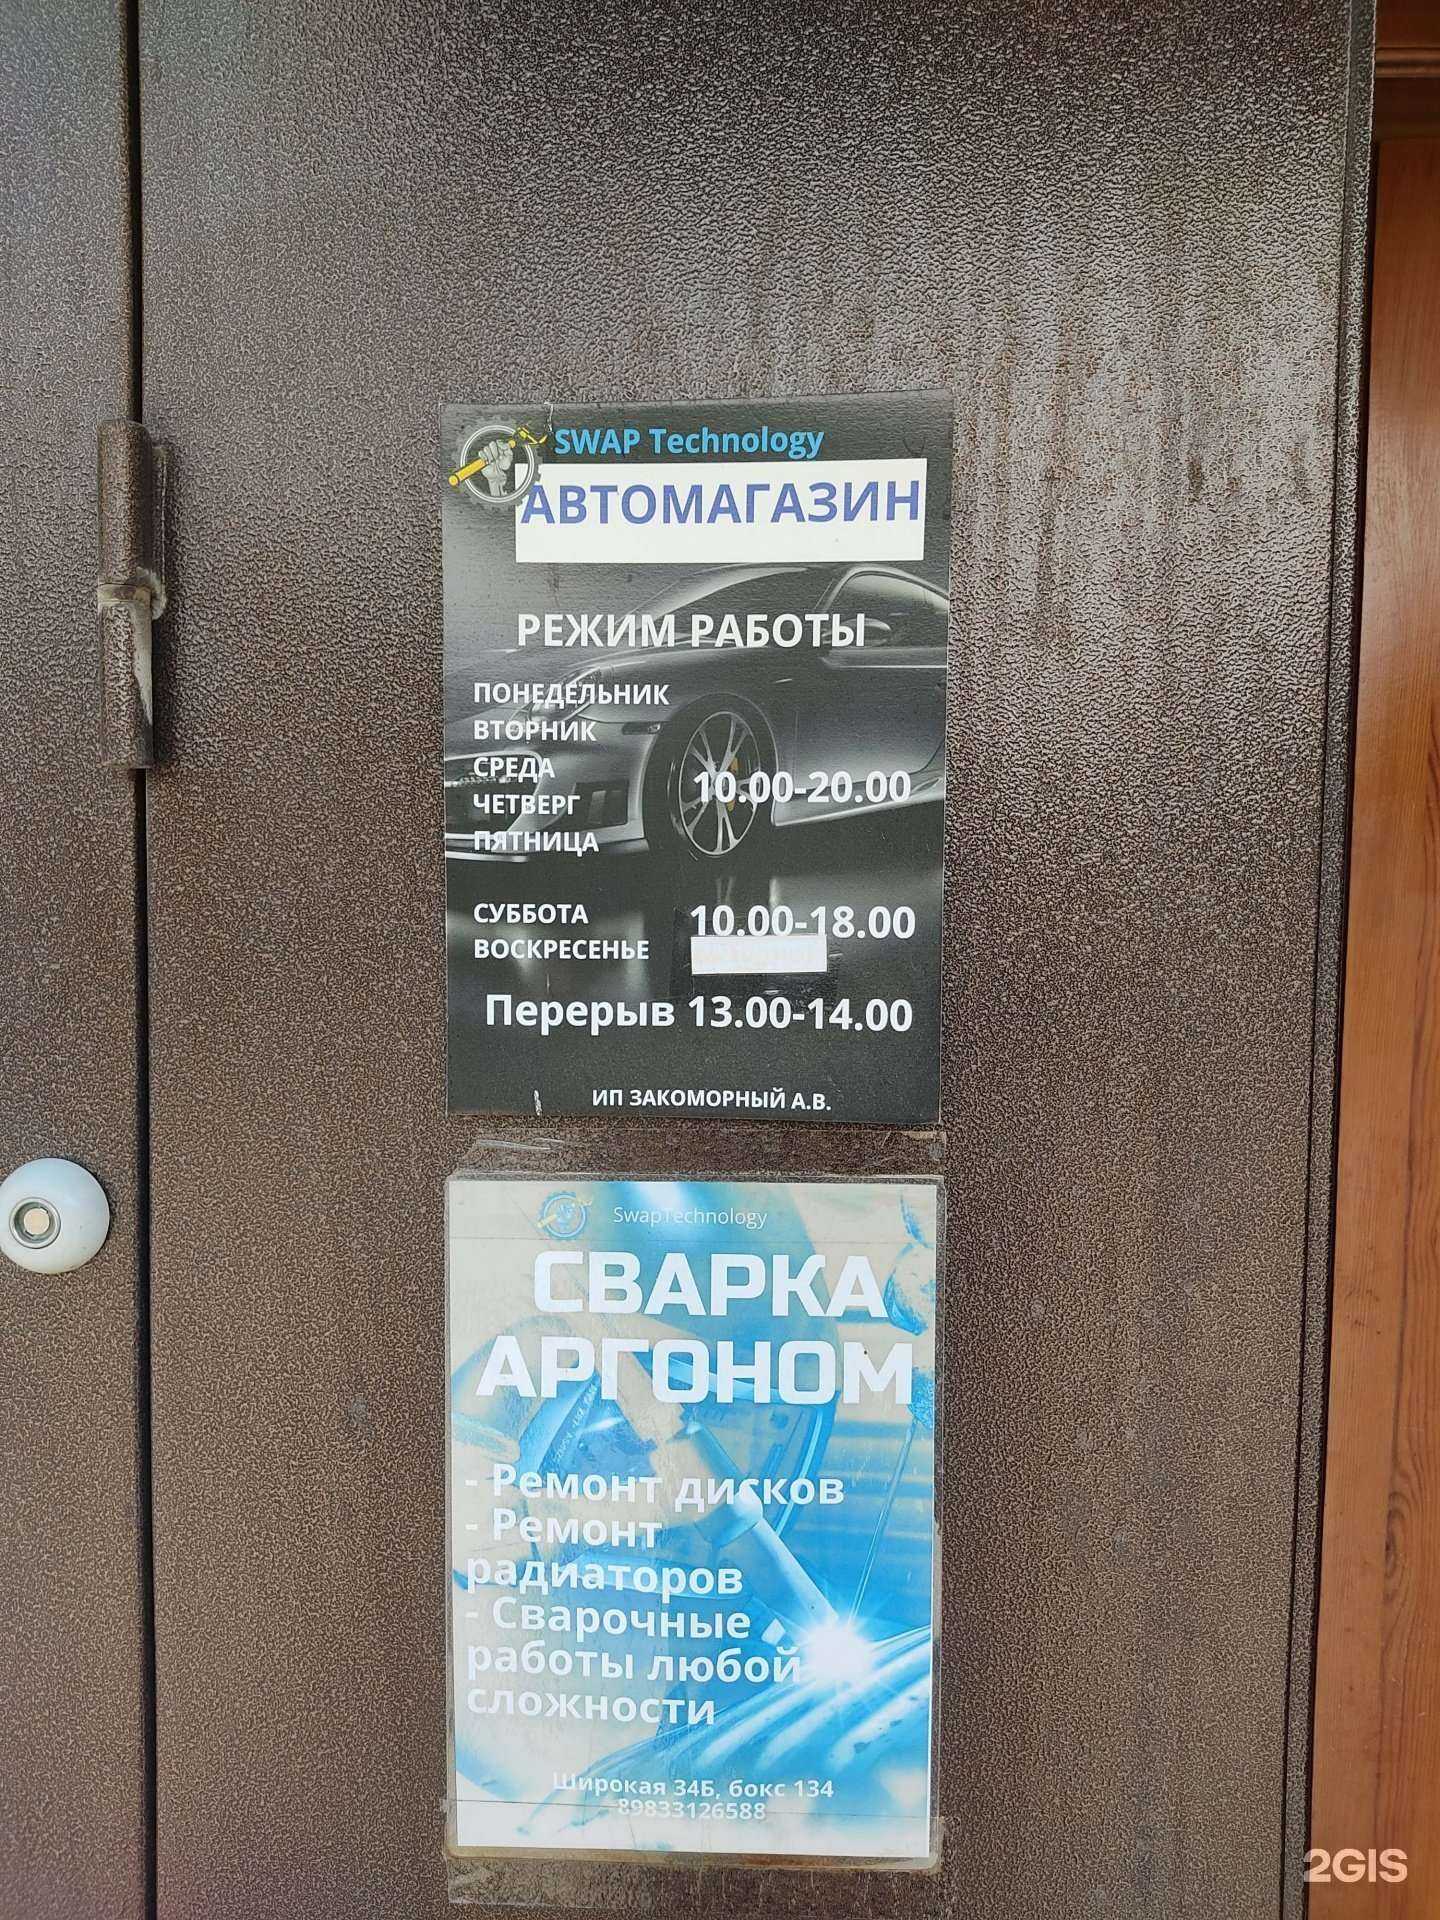 SWAP Technology
АВТОМАГАЗИН
РЕЖИМ РАБОТЫ
ПОНЕДЕЛЬНИК
ВТОРНИК
СРЕДА
ЧЕТВЕРГ
ПЯТНИЦА
10.00-20.00
СУББОТА
ВОСКРЕСЕНЬЕ
10.00-18.00
Перерыв 13.00-14.00
ИП ЗАКОМОРНЫЙ А.В.
SwapTechnology
СВАРКА
АРГОНОМ
- Ремонт дисков
- Ремонт
радиаторов
- Сварочные
работы любой
сложности
Широкая 34Б, бокс 134
89833126588
2GIS